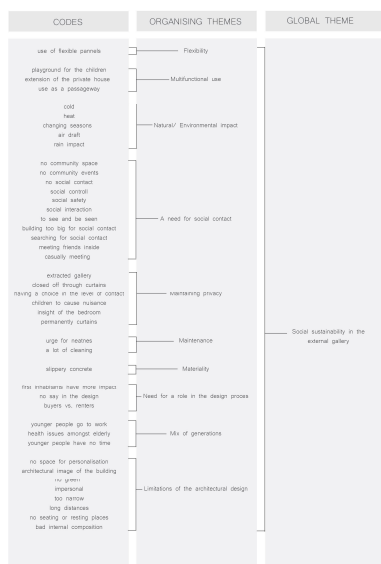 CODES
ORGANISING THEMES
GLOBAL THEME
use of flexible pannels
Flexibility
playground for the children
extension of the private house
use as a passageway
Multifunctional use
cold
heat
changing seasons
air draft
rain impact
Natural/ Environmental impact
no community space
no community events
no social contact
social controll
social safety
social interaction
to see and be seen
building too big for social contact
searching for social contact
meeting friends inside
casually meeting
A need for social contact
extracted gallery
closed off through curtains
having a choice in the level of contact
children to cause nuisance
insight of the bedroom
permanently curtains
Maintaining privacy
urge for neatnes
a lot of cleaning
Maintenance
slippery concrete
Materiality
first inhabitants have more impact
no say in the design
buyers vs. renters
Need for a role in the design proces
younger people go to work
health issues amongst elderly
younger people have no time
Mix of generations
no space for personalisation
architectural image of the building
no green
impersonal
too narrow
long distances
no seating or resting places
bad internal composition
Limitations of the architectural design
Social sustainability in the
external gallery